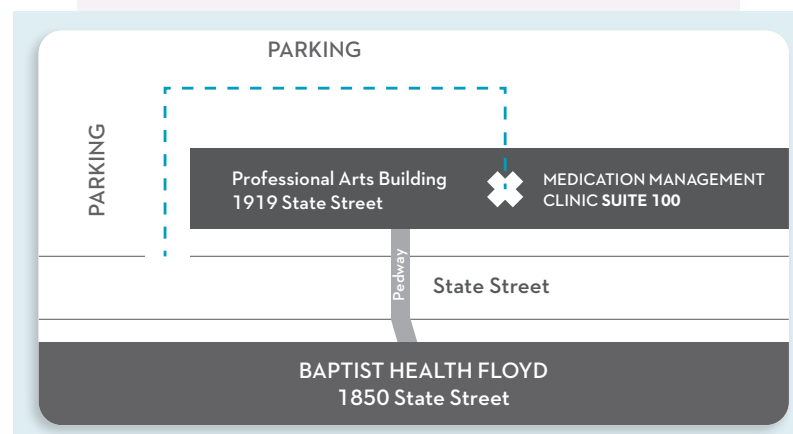 PARKING
PARKING
Professional Arts Building
1919 State Street
MEDICATION MANAGEMENT
CLINIC SUITE 100
Pedway
State Street
BAPTIST HEALTH FLOYD
1850 State Street